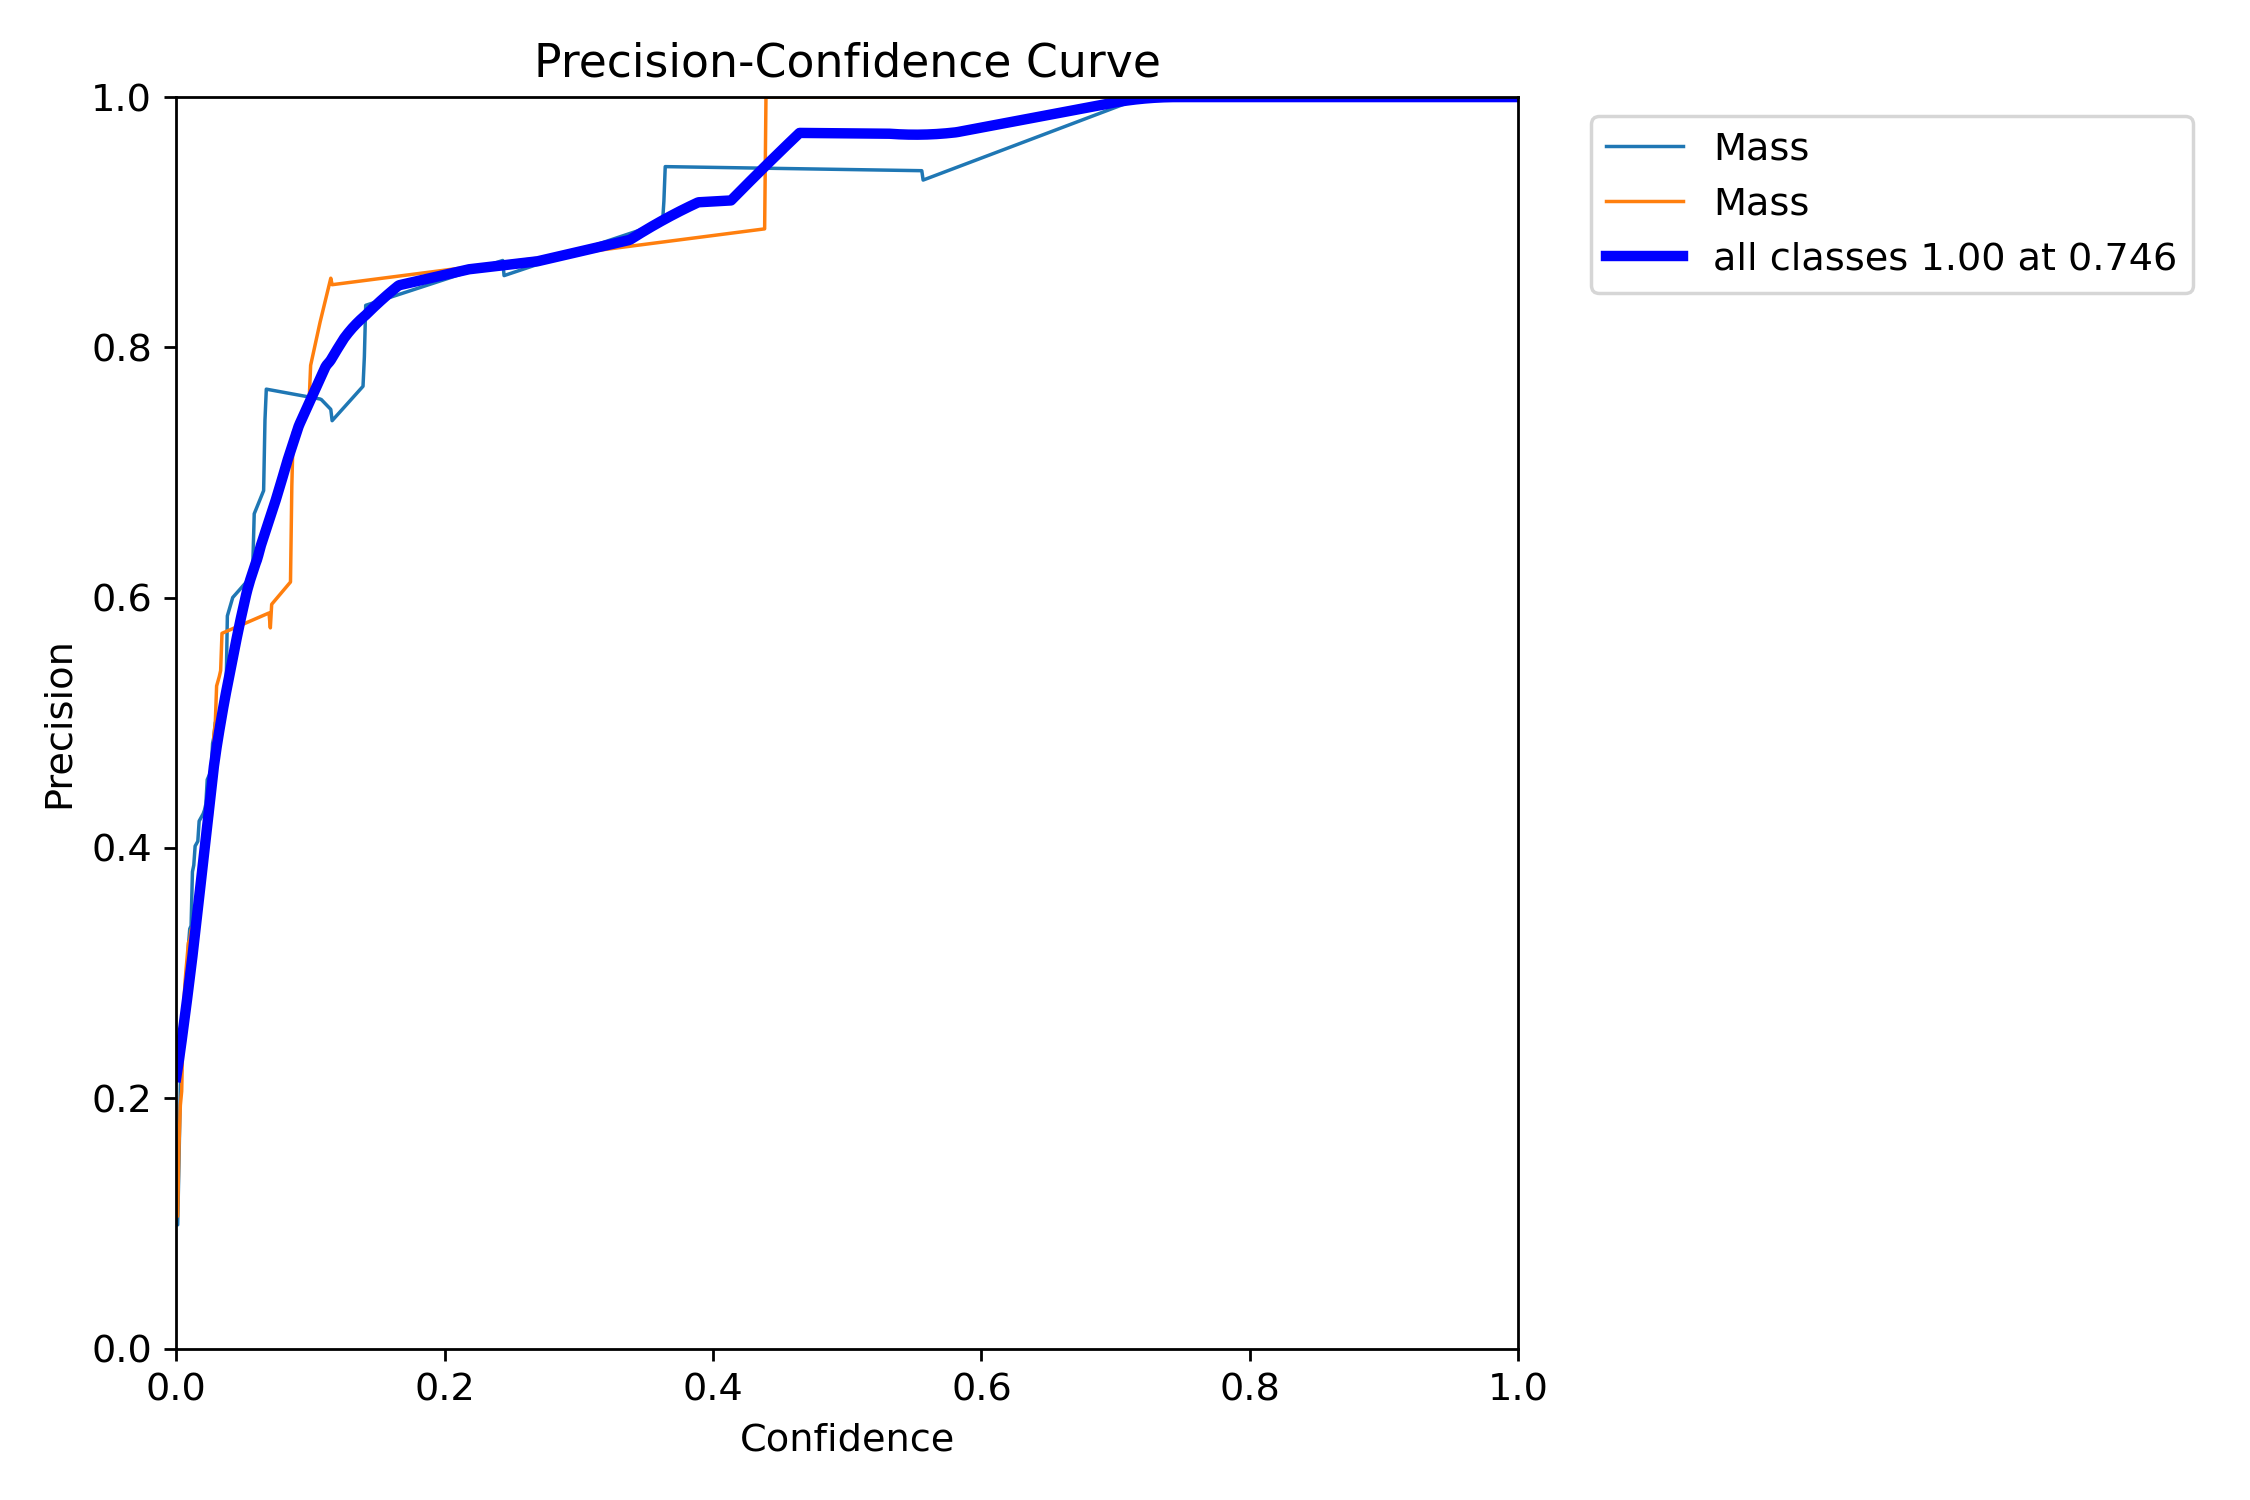 Precision-Confidence Curve
1.0
0.8
0.6
0.4
0.2
0.0
Precision
0.0 0.2 0.4 0.6 0.8 1.0
Confidence
Mass
Mass
all classes 1.00 at 0.746